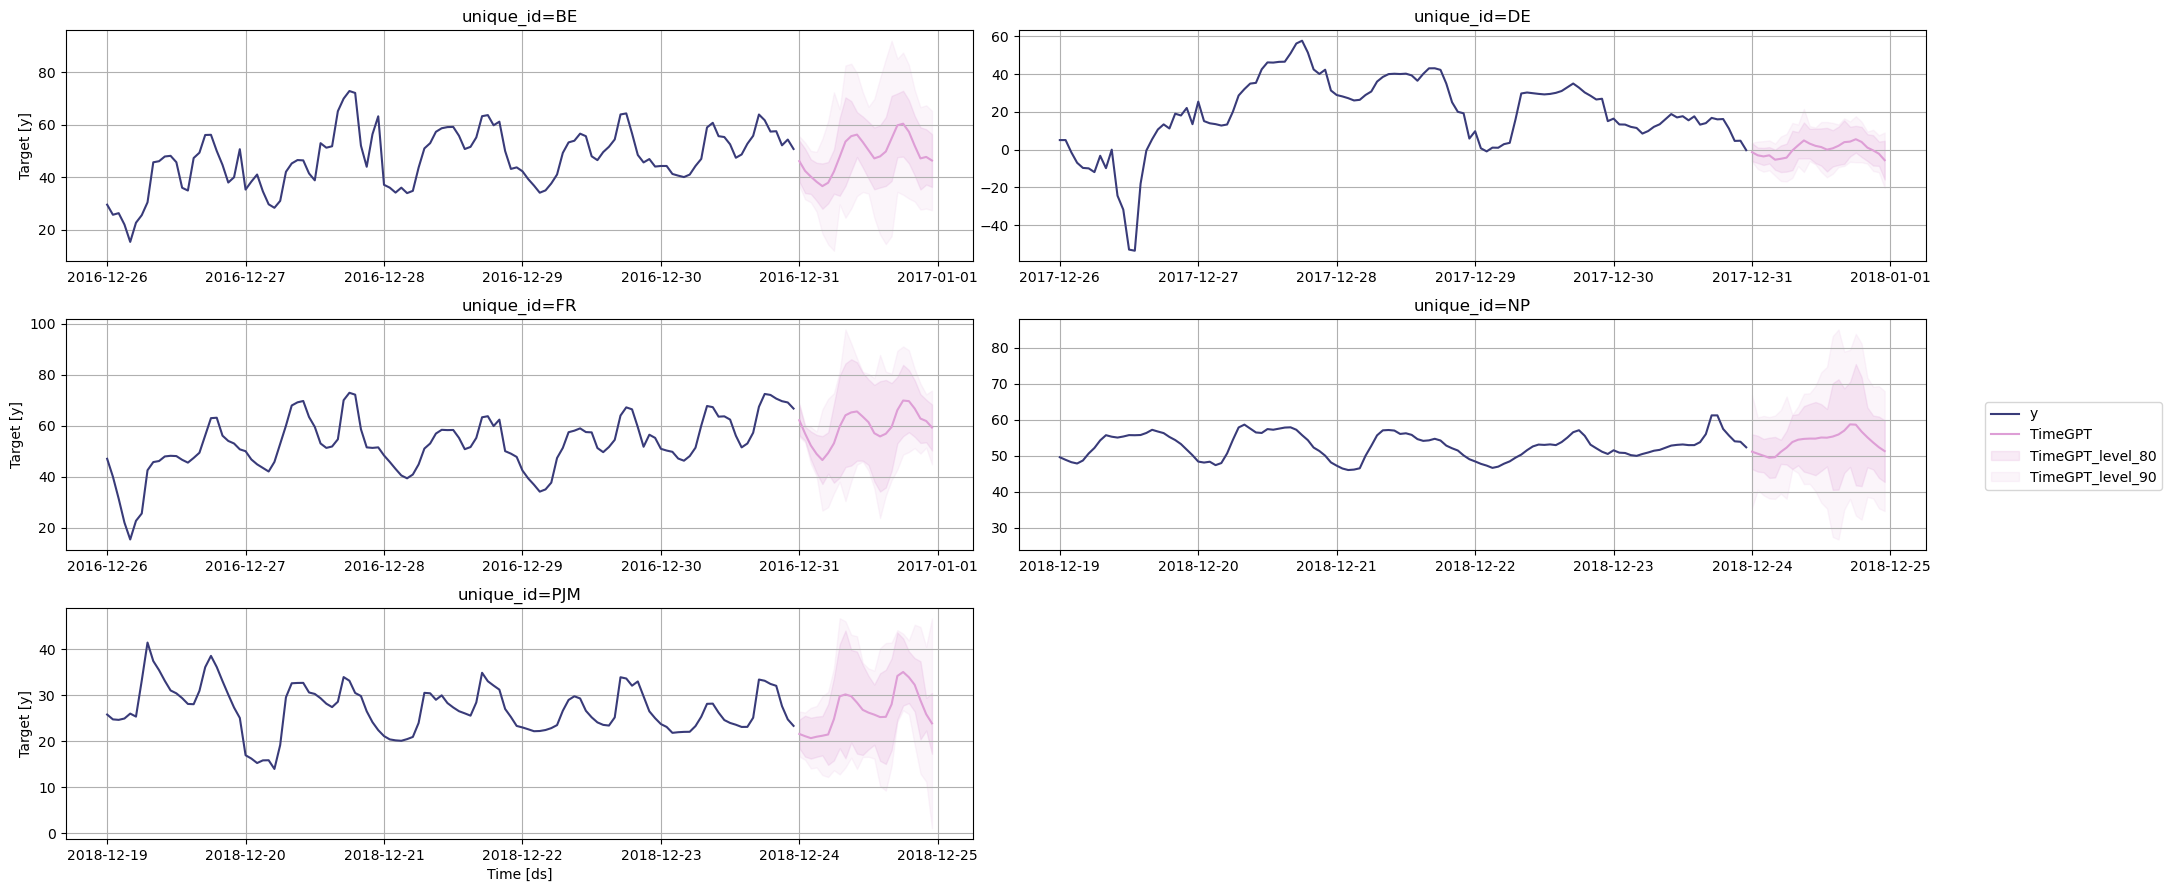 unique_id=BE
Target [y]
80
60
40
20
2016-12-26 2016-12-27 2016-12-28 2016-12-29 2016-12-30 2016-12-31 2017-01-01
unique_id=DE
60
40
20
0
−20
−40
2017-12-26 2017-12-27 2017-12-28 2017-12-29 2017-12-30 2017-12-31 2018-01-01
unique_id=FR
Target [y]
100
80
60
40
20
2016-12-26 2016-12-27 2016-12-28 2016-12-29 2016-12-30 2016-12-31 2017-01-01
unique_id=NP
80
70
60
50
40
30
2018-12-19 2018-12-20 2018-12-21 2018-12-22 2018-12-23 2018-12-24 2018-12-25
y
TimeGPT
TimeGPT_level_80
TimeGPT_level_90
unique_id=PJM
Target [y]
40
30
20
10
0
2018-12-19 2018-12-20 2018-12-21 2018-12-22 2018-12-23 2018-12-24 2018-12-25
Time [ds]